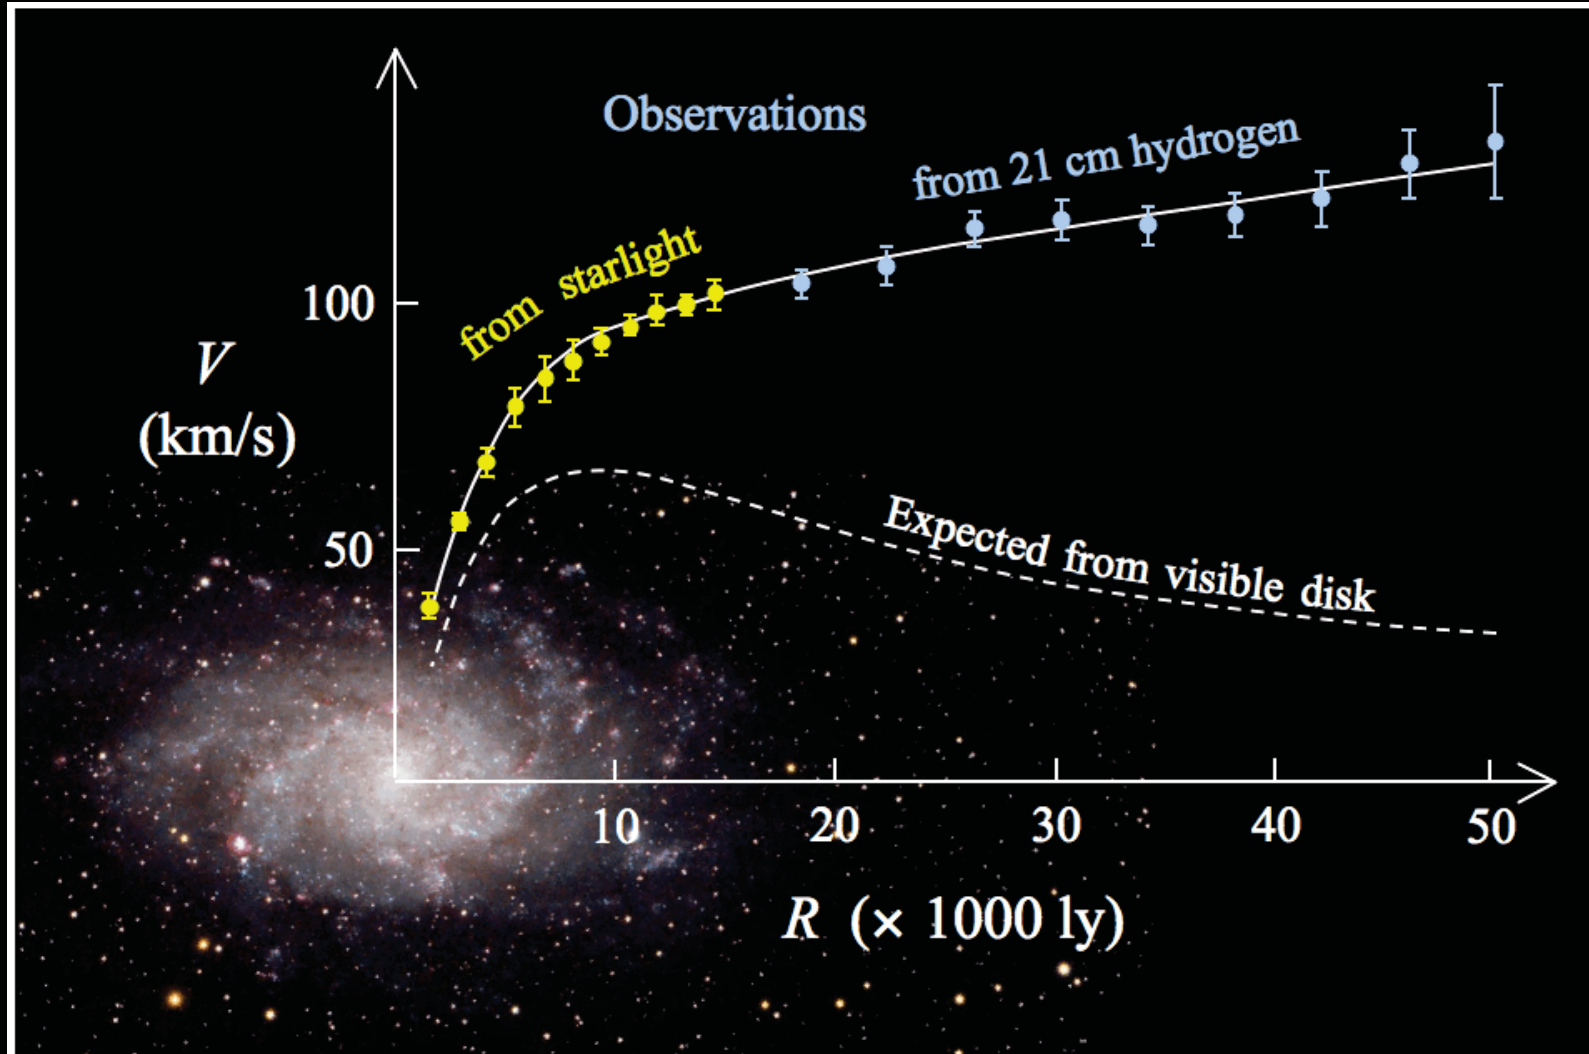 Observations
from 21 cm hydrogen
from starlight
100
V
(km/s)
50
Expected from visible disk
10 20 30 40 50
R (× 1000 ly)